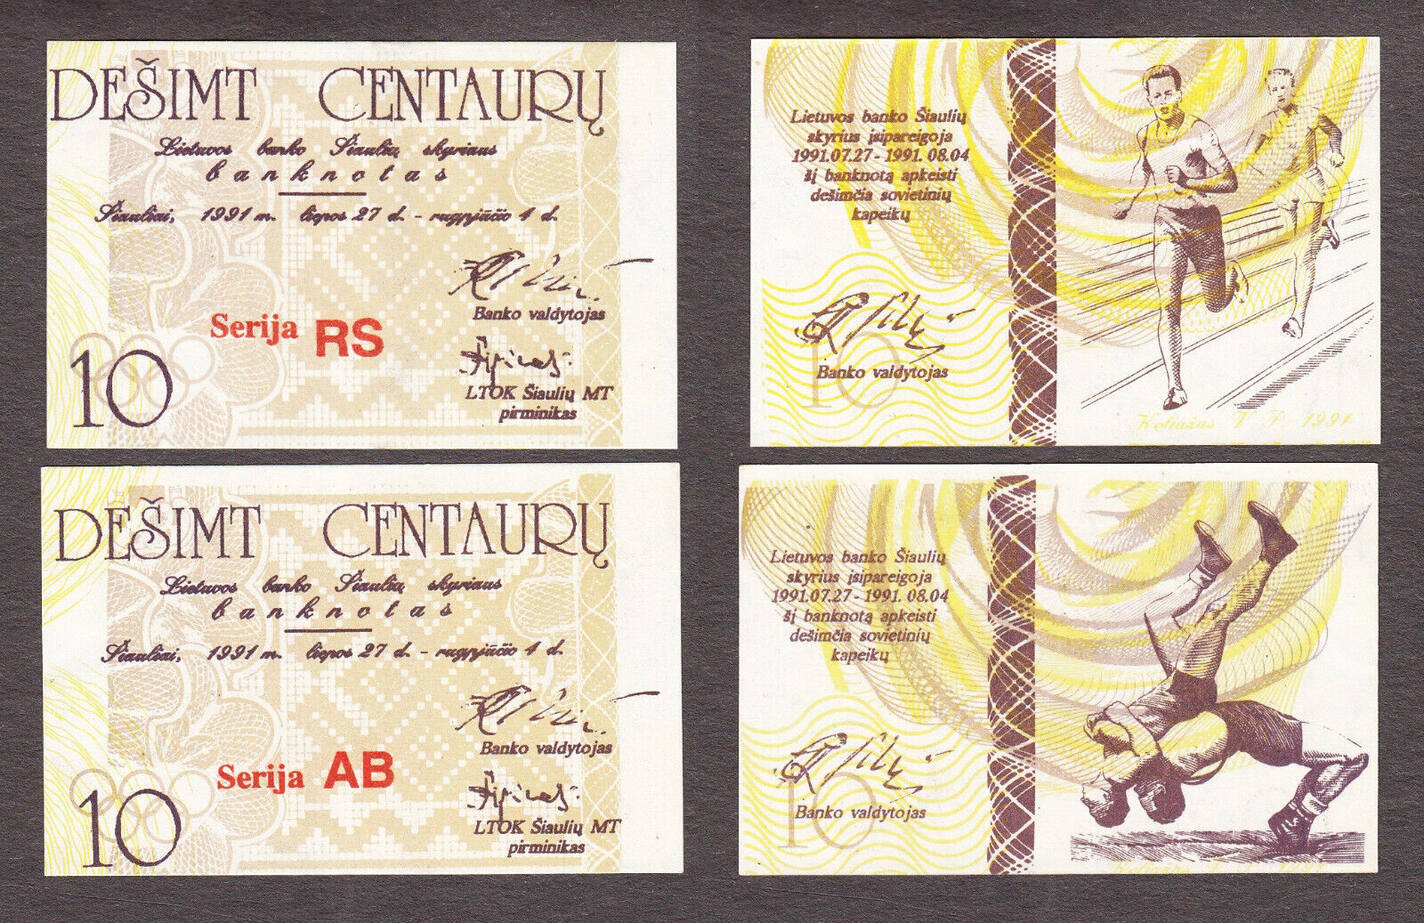 DEŠIMT CENTAURŲ
Lietuvos banko Šiaulių skyriaus
banknotas
Šiauliai, 1991 m. liepos 27 d. - rugpjūčio 4 d.
Banko valdytojas
Serija RS
LTOK Šiaulių MT
pirminikas
10
Lietuvos banko Šiaulių
skyrius įsipareigoja
1991.07.27 - 1991. 08.04
šį banknotą apkeisti
dešimčia sovietinių
kapeikų
10
Banko valdytojas
1991
DEŠIMT CENTAURŲ
Lietuvos banko Šiaulių skyriaus
banknotas
Šiauliai, 1991 m. liepos 27 d. - rugpjūčio 4 d.
Banko valdytojas
Serija AB
LTOK Šiaulių MT
pirminikas
10
Lietuvos banko Šiaulių
skyrius įsipareigoja
1991.07.27 - 1991. 08.04
šį banknotą apkeisti
dešimčia sovietinių
kapeikų
10
Banko valdytojas